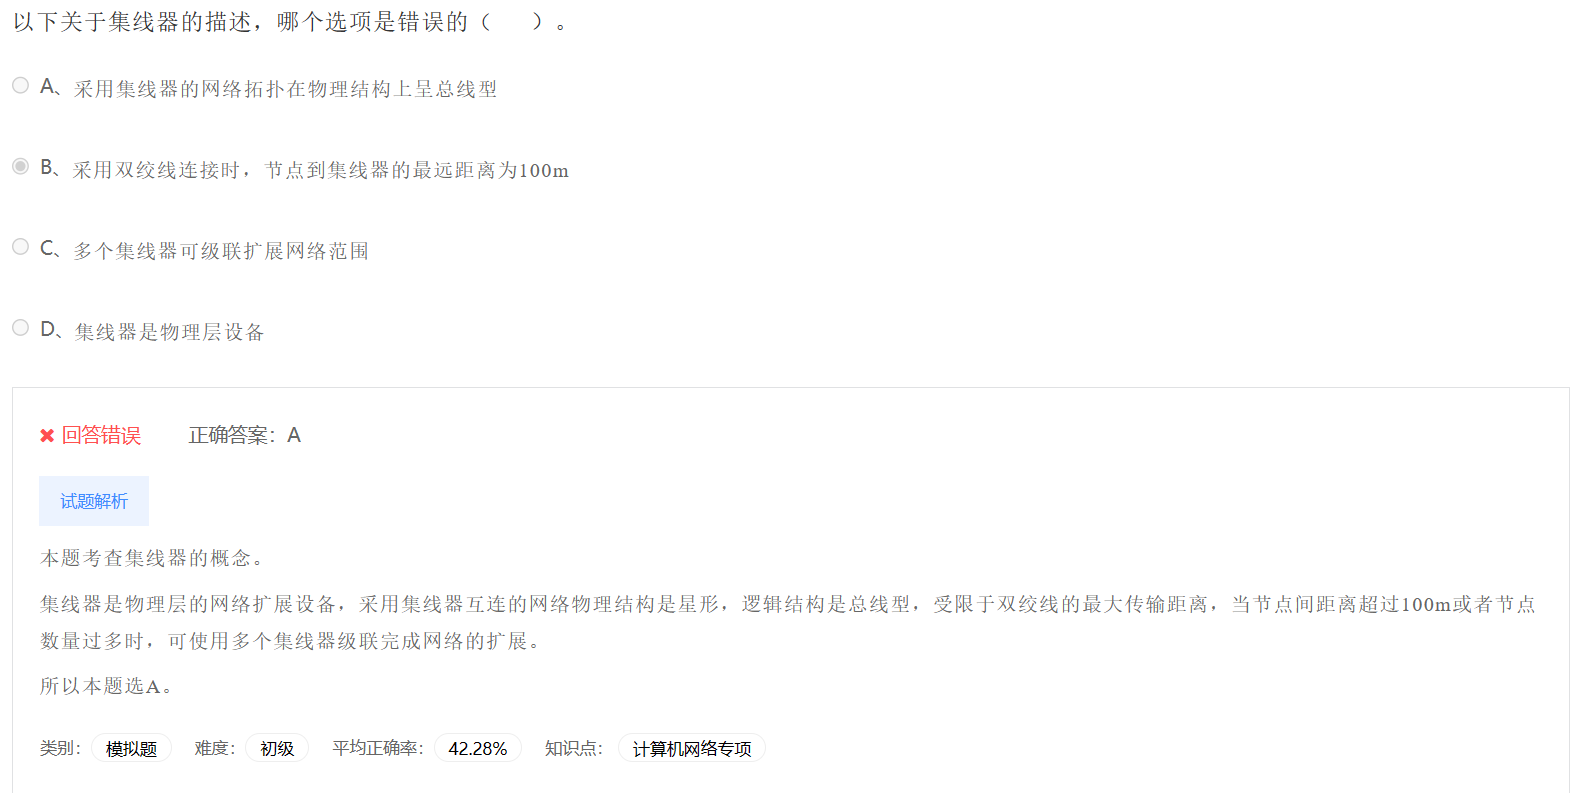 以下关于集线器的描述，哪个选项是错误的（　　）。
A、采用集线器的网络拓扑在物理结构上呈总线型
B、采用双绞线连接时，节点到集线器的最远距离为100m
C、多个集线器可级联扩展网络范围
D、集线器是物理层设备
✖ 回答错误 正确答案：A
试题解析
本题考查集线器的概念。
集线器是物理层的网络扩展设备，采用集线器互连的网络物理结构是星形，逻辑结构是总线型，受限于双绞线的最大传输距离，当节点间距离超过100m或者节点
数量过多时，可使用多个集线器级联完成网络的扩展。
所以本题选A。
类别： 模拟题 难度： 初级 平均正确率： 42.28% 知识点： 计算机网络专项